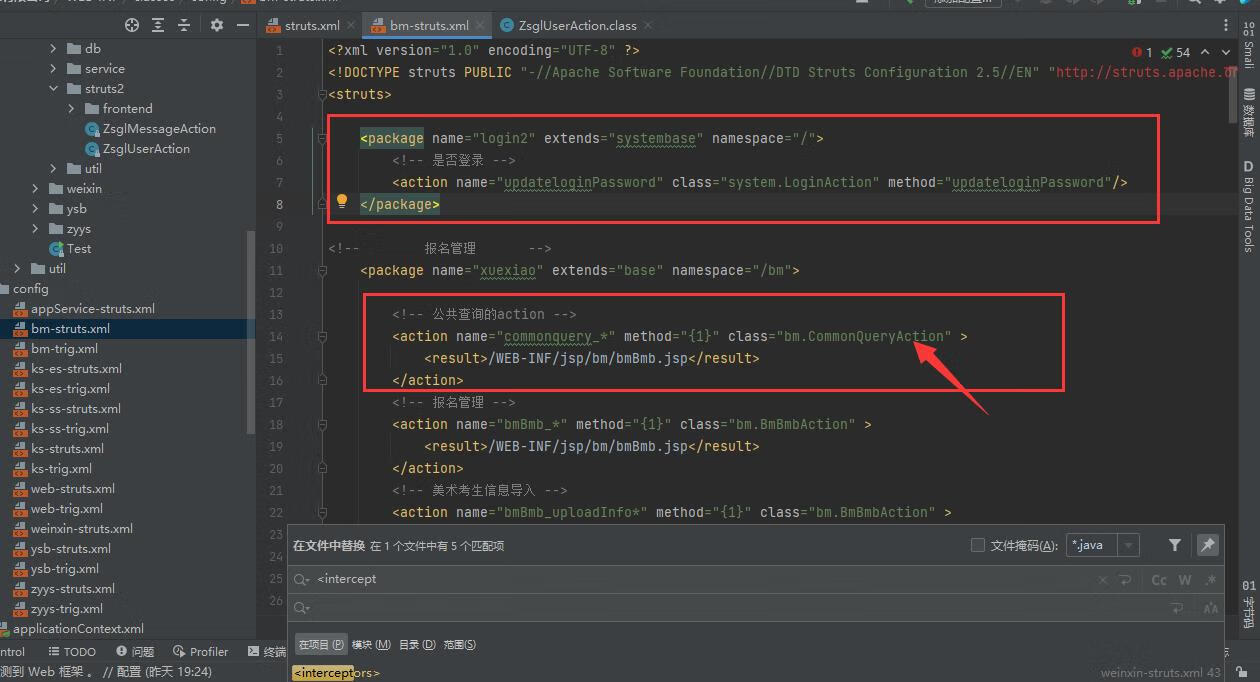 struts.xml
bm-struts.xml
ZsglUserAction.class
db
service
struts2
frontend
ZsglMessageAction
ZsglUserAction
util
weixin
ysb
zyys
Test
util
config
appService-struts.xml
bm-struts.xml
bm-trig.xml
ks-es-struts.xml
ks-es-trig.xml
ks-ss-struts.xml
ks-ss-trig.xml
ks-struts.xml
ks-trig.xml
web-struts.xml
web-trig.xml
weinxin-struts.xml
ysb-struts.xml
ysb-trig.xml
zyys-struts.xml
zyys-trig.xml
applicationContext.xml
1 <?xml version="1.0" encoding="UTF-8" ?>
1 54
2 <!DOCTYPE struts PUBLIC "-//Apache Software Foundation//DTD Struts Configuration 2.5//EN" "http://struts.apache.or
3 <struts>
4
5 <package name="login2" extends="systembase" namespace="/">
6 <!-- 是否登录 -->
7 <action name="updateloginPassword" class="system.LoginAction" method="updateloginPassword"/>
8 </package>
9
10 <!-- 报名管理 -->
11 <package name="xuexiao" extends="base" namespace="/bm">
12
13 <!-- 公共查询的action -->
14 <action name="commonquery_*" method="{1}" class="bm.CommonQueryAction" >
15 <result>/WEB-INF/jsp/bm/bmBmb.jsp</result>
16 </action>
17 <!-- 报名管理 -->
18 <action name="bmBmb_*" method="{1}" class="bm.BmBmbAction" >
19 <result>/WEB-INF/jsp/bm/bmBmb.jsp</result>
20 </action>
21 <!-- 美术考生信息导入 -->
22 <action name="bmBmb_uploadInfo*" method="{1}" class="bm.BmBmbAction" >
23
24
25
26
在文件中替换 在 1 个文件中有 5 个匹配项
文件掩码(A): *.java
<intercept
Cc W .*
在项目 (P) 模块 (M) 目录 (D) 范围(S)
<interceptors>
weinxin-struts.xml 43
ntrol TODO 问题 Profiler 终端
测到 Web 框架 。 // 配置 (昨天 19:24)
Small
数据库
D Big Data Tools
字节码